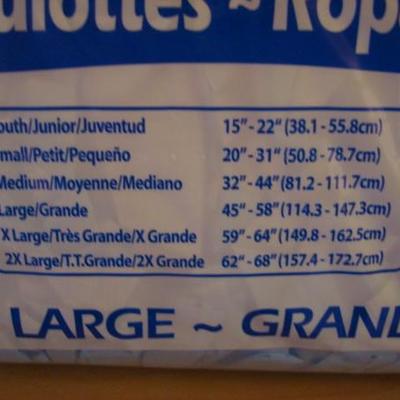 ulottes ~ Rop
outh/Junior/Juventud 15"- 22" (38.1 - 55.8cm)
mall/Petit/Pequeño 20"- 31" (50.8 - 78.7cm)
Medium/Moyenne/Mediano 32"- 44" (81.2 - 111.7cm)
Large/Grande 45"- 58" (114.3 - 147.3cm)
X Large/Très Grande/X Grande 59"- 64" (149.8 - 162.5cm)
2X Large/T.T.Grande/2X Grande 62"- 68" (157.4 - 172.7cm)
LARGE ~ GRAND